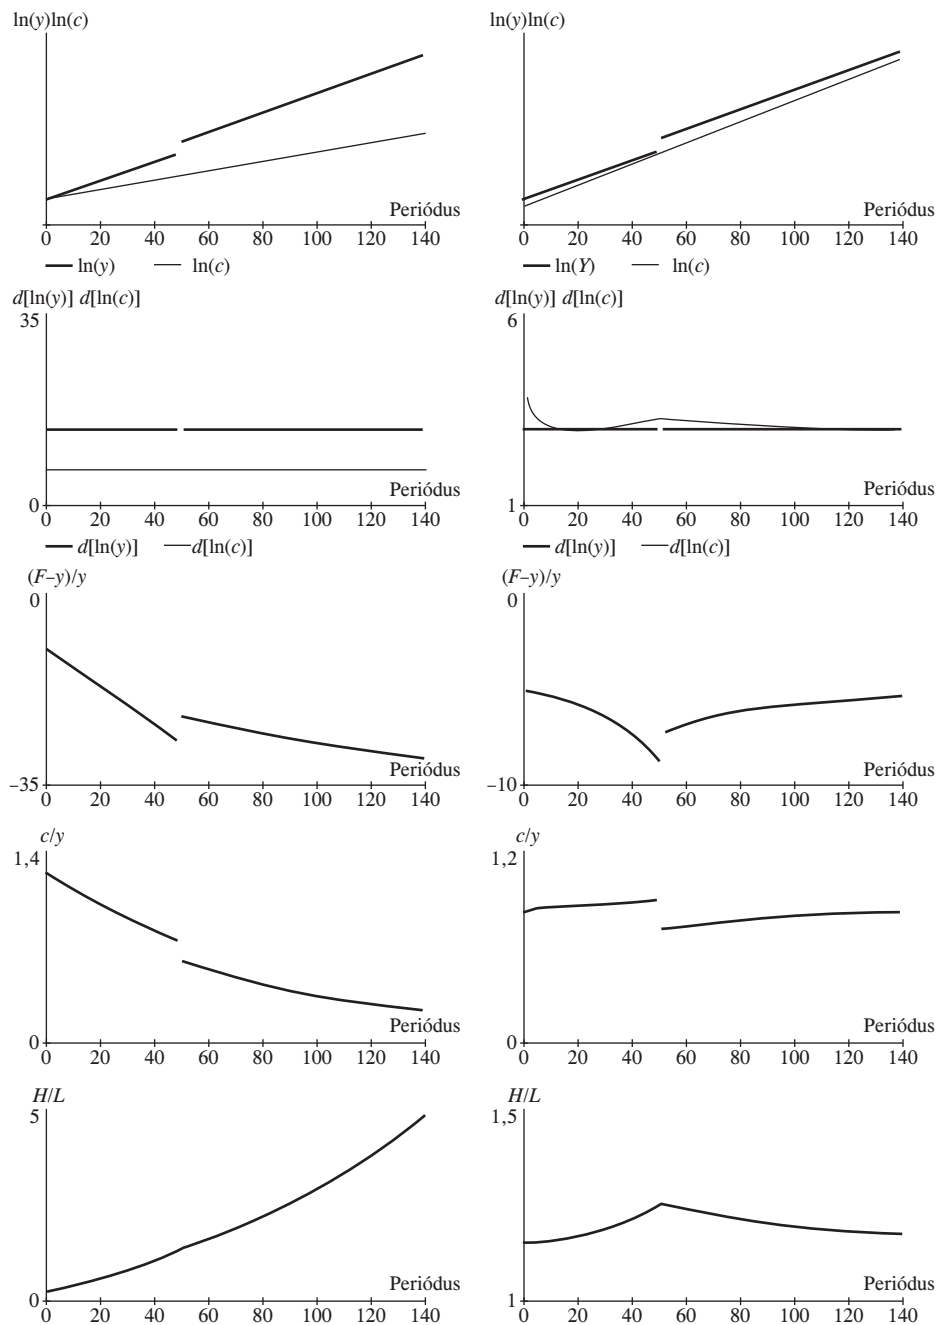 ln(y)ln(c)
Periódus
0 20 40 60 80 100 120 140
ln(y) ln(c)
ln(y)ln(c)
Periódus
0 20 40 60 80 100 120 140
ln(Y) ln(c)
d[ln(y)] d[ln(c)]
35
Periódus
0
0 20 40 60 80 100 120 140
d[ln(y)] d[ln(c)]
d[ln(y)] d[ln(c)]
6
Periódus
1
0 20 40 60 80 100 120 140
d[ln(y)] d[ln(c)]
(F–y)/y
0
Periódus
–35
0 20 40 60 80 100 120 140
(F–y)/y
0
Periódus
–10
0 20 40 60 80 100 120 140
c/y
1,4
Periódus
0
0 20 40 60 80 100 120 140
c/y
1,2
Periódus
0
0 20 40 60 80 100 120 140
H/L
5
Periódus
0
0 20 40 60 80 100 120 140
H/L
1,5
Periódus
1
0 20 40 60 80 100 120 140